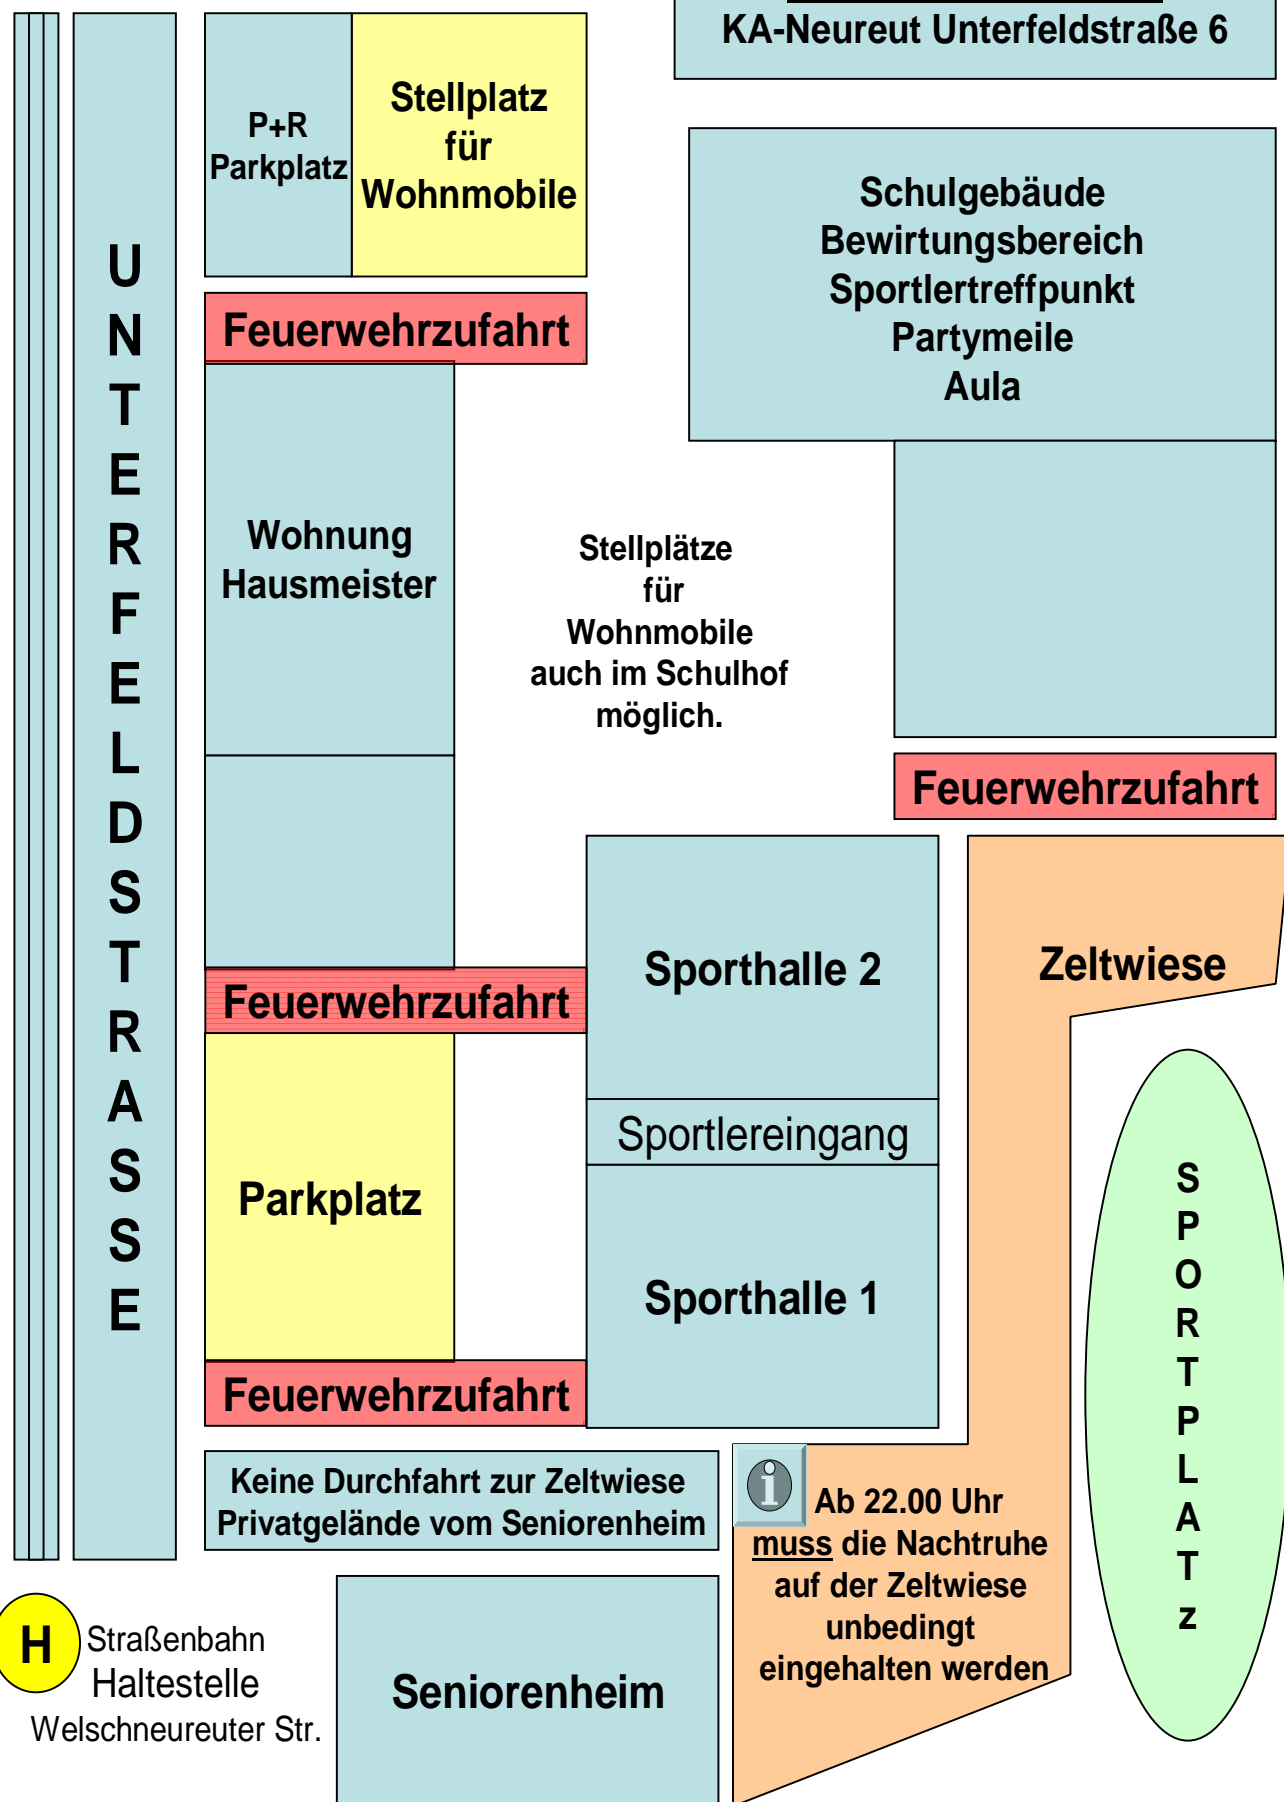 KA-Neureut Unterfeldstraße 6
P+R
Parkplatz
Stellplatz
für
Wohnmobile
Schulgebäude
Bewirtungsbereich
Sportlertreffpunkt
Partymeile
Aula
U
N
T
E
R
F
E
L
D
S
T
R
A
S
S
E
Feuerwehrzufahrt
Wohnung
Hausmeister
Stellplätze
für
Wohnmobile
auch im Schulhof
möglich.
Feuerwehrzufahrt
Sporthalle 2
Zeltwiese
Feuerwehrzufahrt
Sportlereingang
Parkplatz
Sporthalle 1
S
P
O
R
T
P
L
A
T
z
Feuerwehrzufahrt
Keine Durchfahrt zur Zeltwiese
Privatgelände vom Seniorenheim
i
Ab 22.00 Uhr
muss die Nachtruhe
auf der Zeltwiese
unbedingt
eingehalten werden
H
Straßenbahn
Haltestelle
Welschneureuter Str.
Seniorenheim